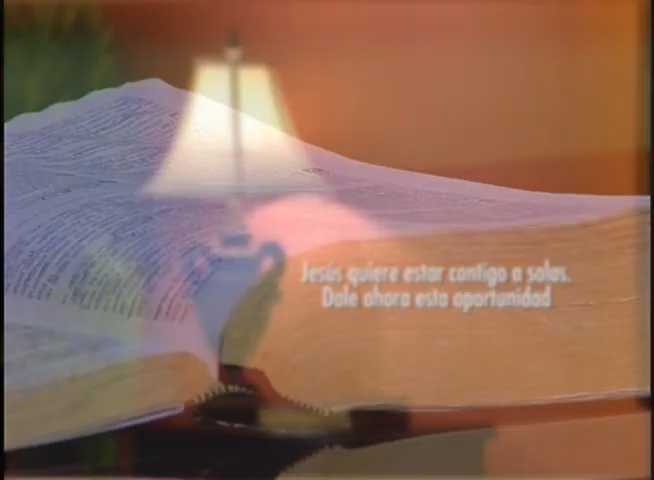 Jesús quiere estar contigo a solas.
Dale ahora esta oportunidad